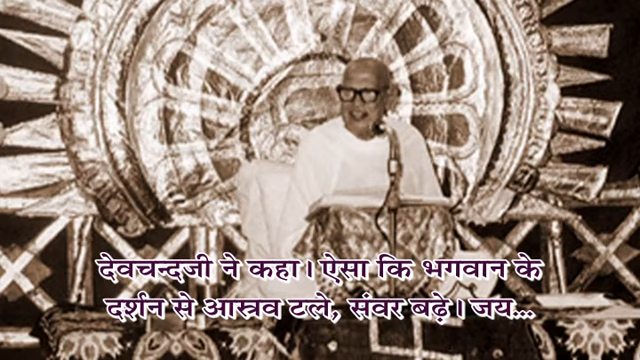 देवचन्दजी ने कहा। ऐसा कि भगवान के
दर्शन से आस्त्रव टले, संवर बढ़े। जय...